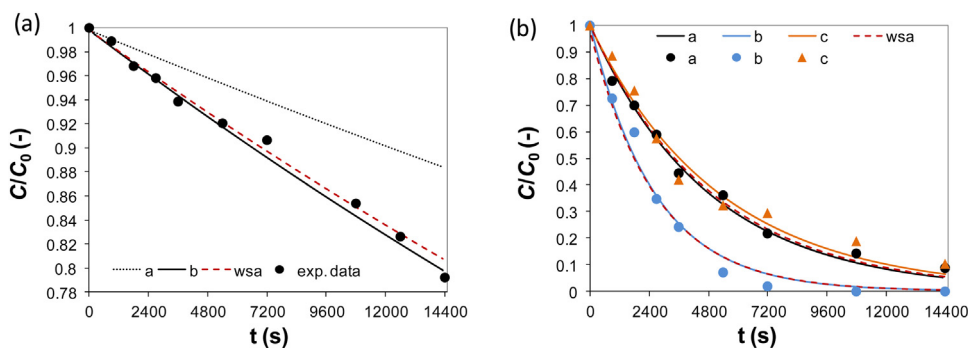 (a)
C/C₀ (-)
1
0.98
0.96
0.94
0.92
0.9
0.88
0.86
0.84
0.82
0.8
0.78
a b wsa exp. data
0 2400 4800 7200 9600 12000 14400
t (s)
(b)
C/C₀ (-)
1
0.9
0.8
0.7
0.6
0.5
0.4
0.3
0.2
0.1
0
a b c wsa
a b c
0 2400 4800 7200 9600 12000 14400
t (s)